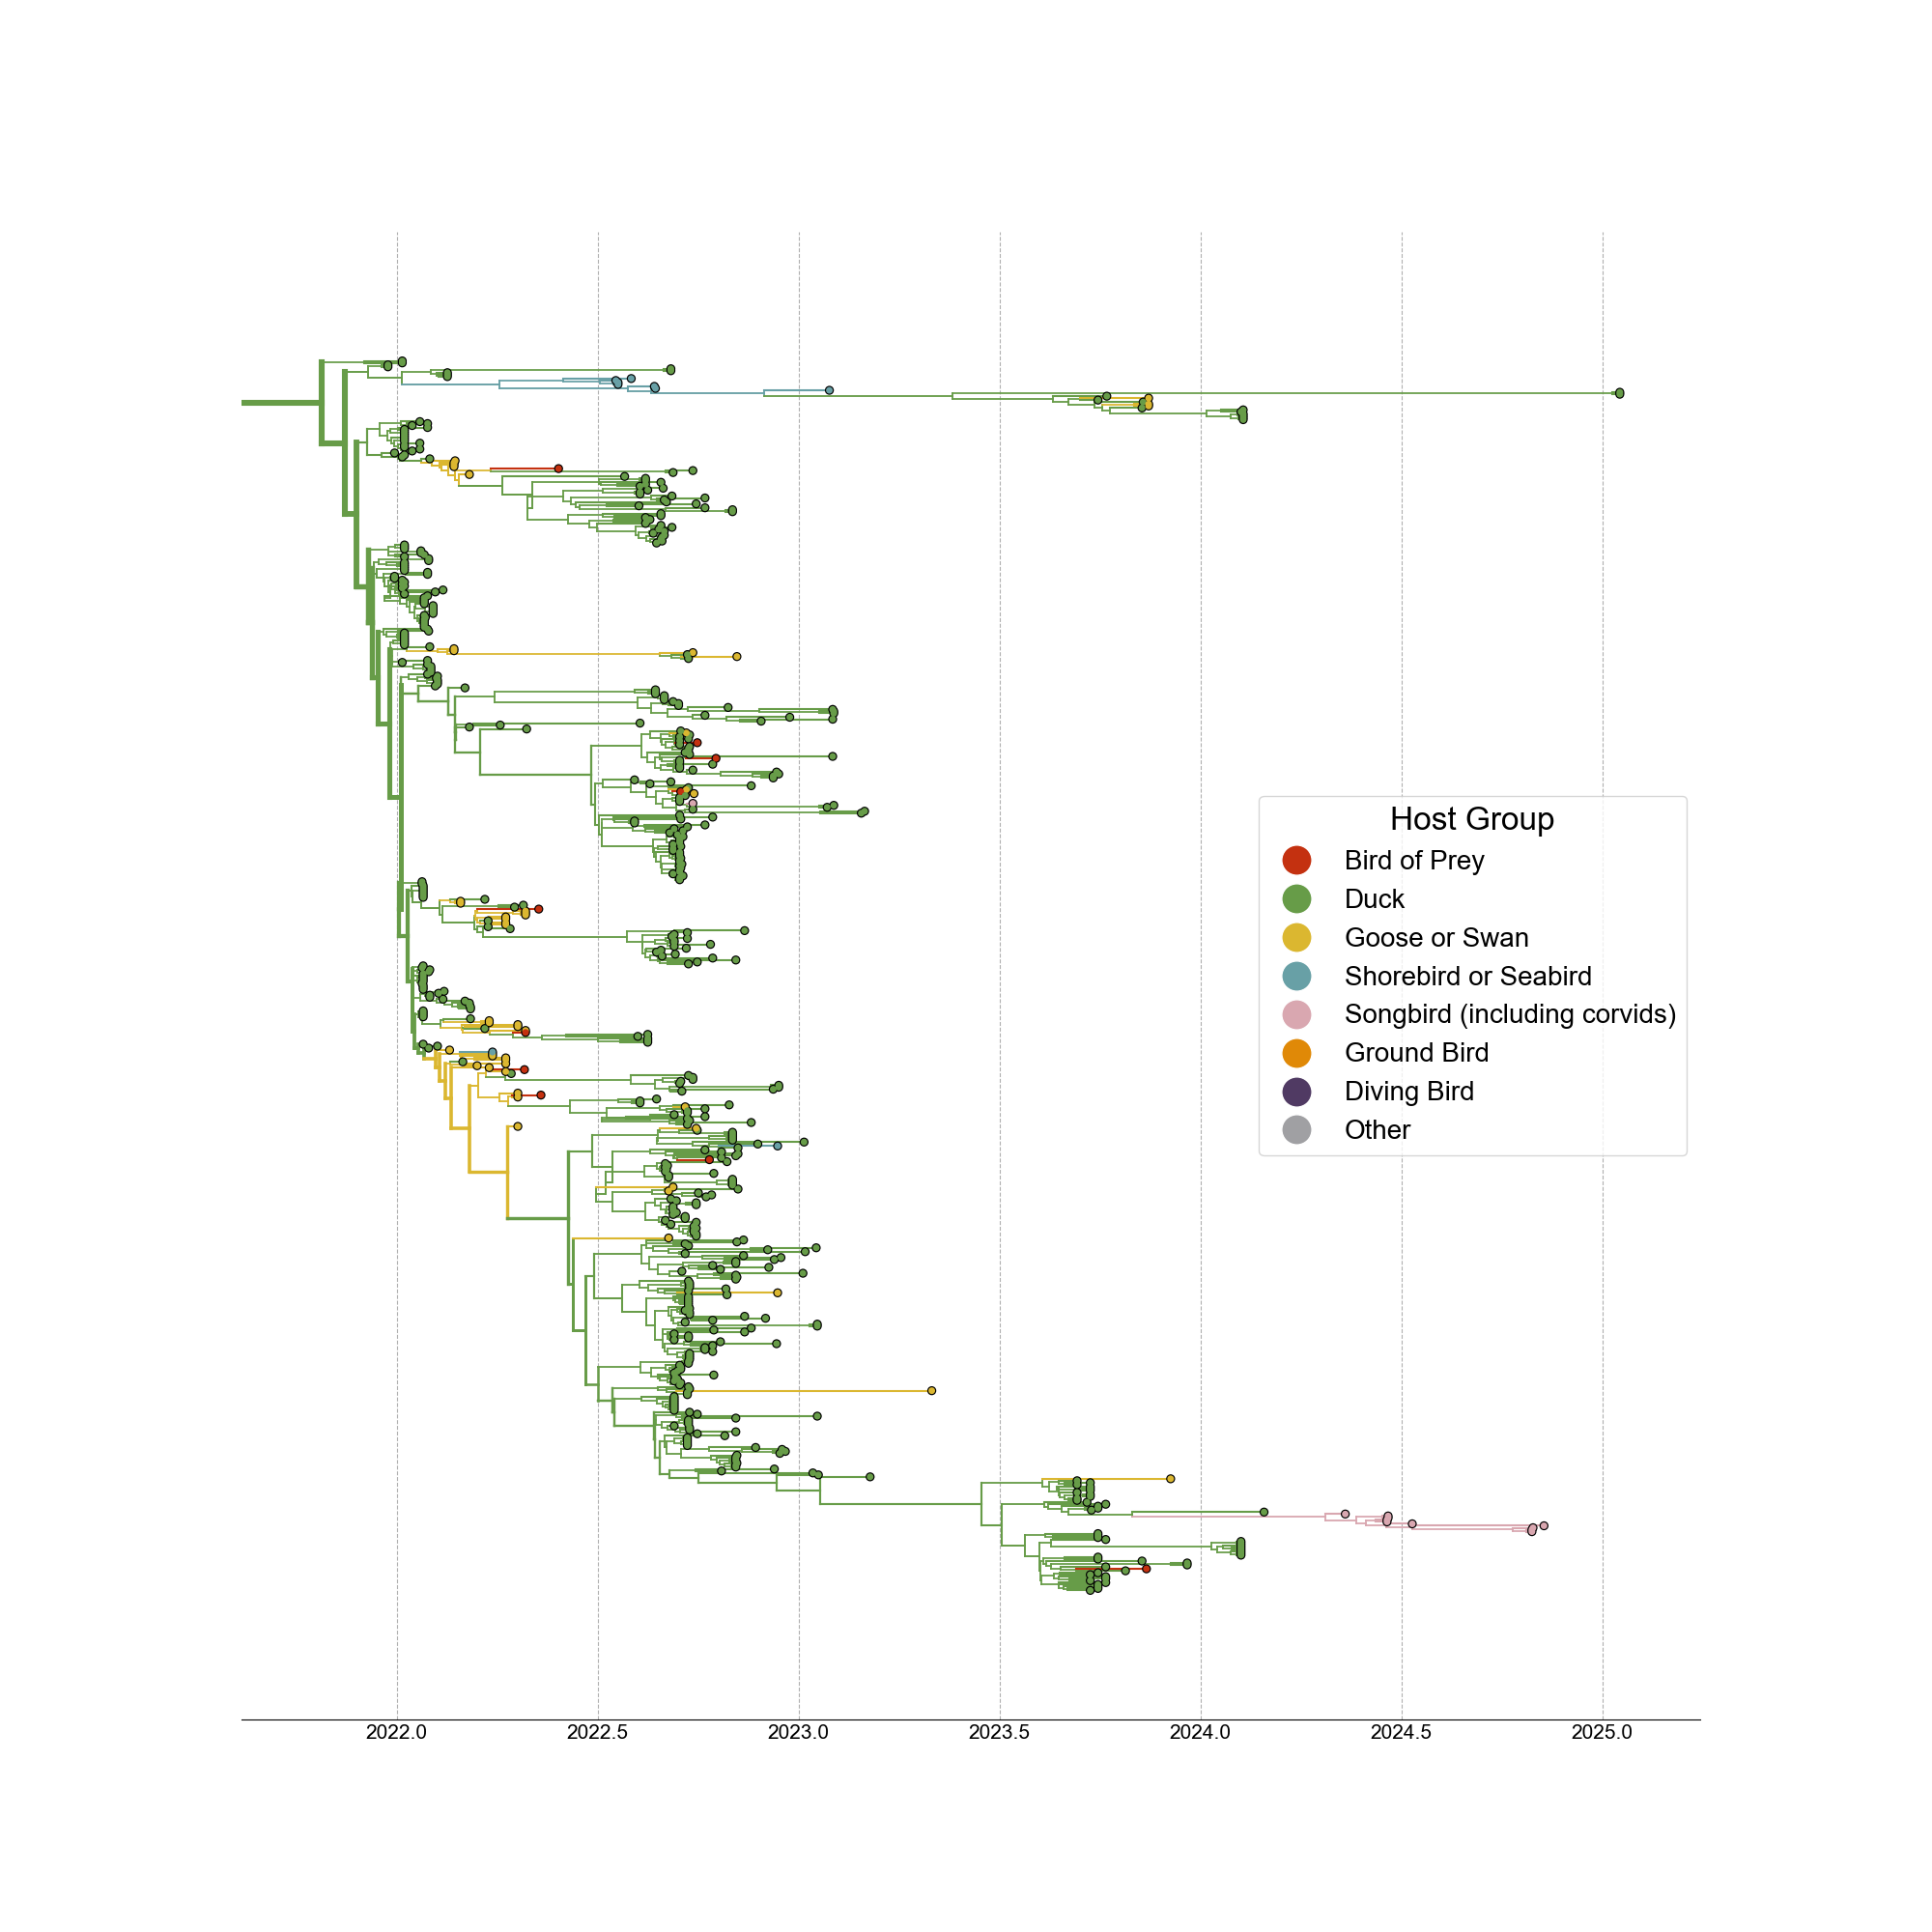 Host Group
Bird of Prey
Duck
Goose or Swan
Shorebird or Seabird
Songbird (including corvids)
Ground Bird
Diving Bird
Other
2022.0 2022.5 2023.0 2023.5 2024.0 2024.5 2025.0